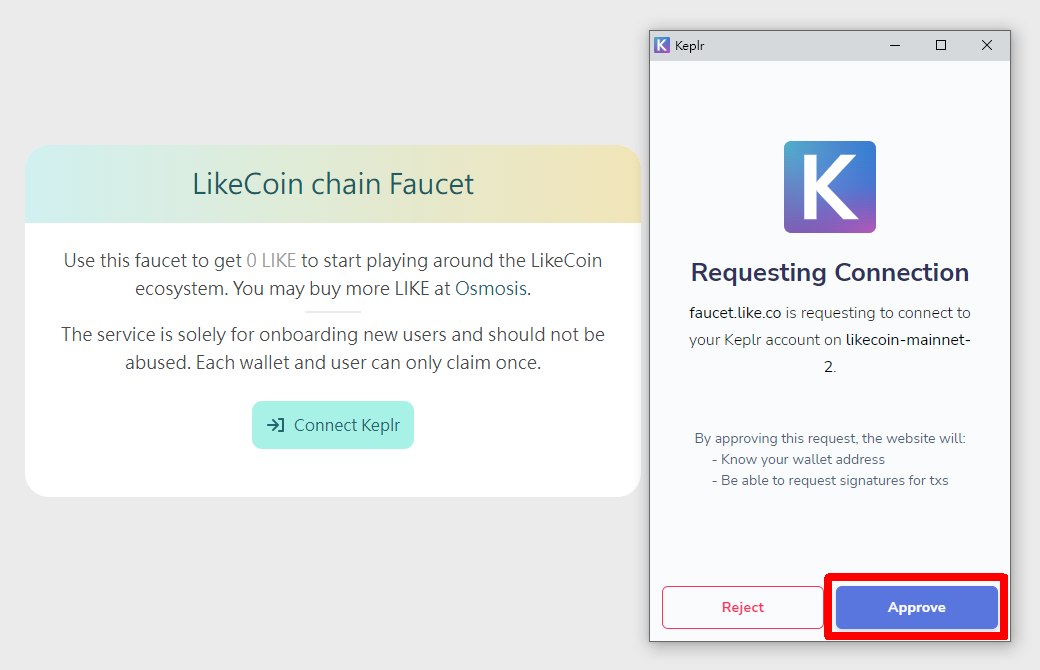 LikeCoin chain Faucet
Use this faucet to get 0 LIKE to start playing around the LikeCoin
ecosystem. You may buy more LIKE at Osmosis.
The service is solely for onboarding new users and should not be
abused. Each wallet and user can only claim once.
Connect Keplr
K Keplr
K
Requesting Connection
faucet.like.co is requesting to connect to
your Keplr account on likecoin-mainnet-
2.
By approving this request, the website will:
- Know your wallet address
- Be able to request signatures for txs
Reject
Approve